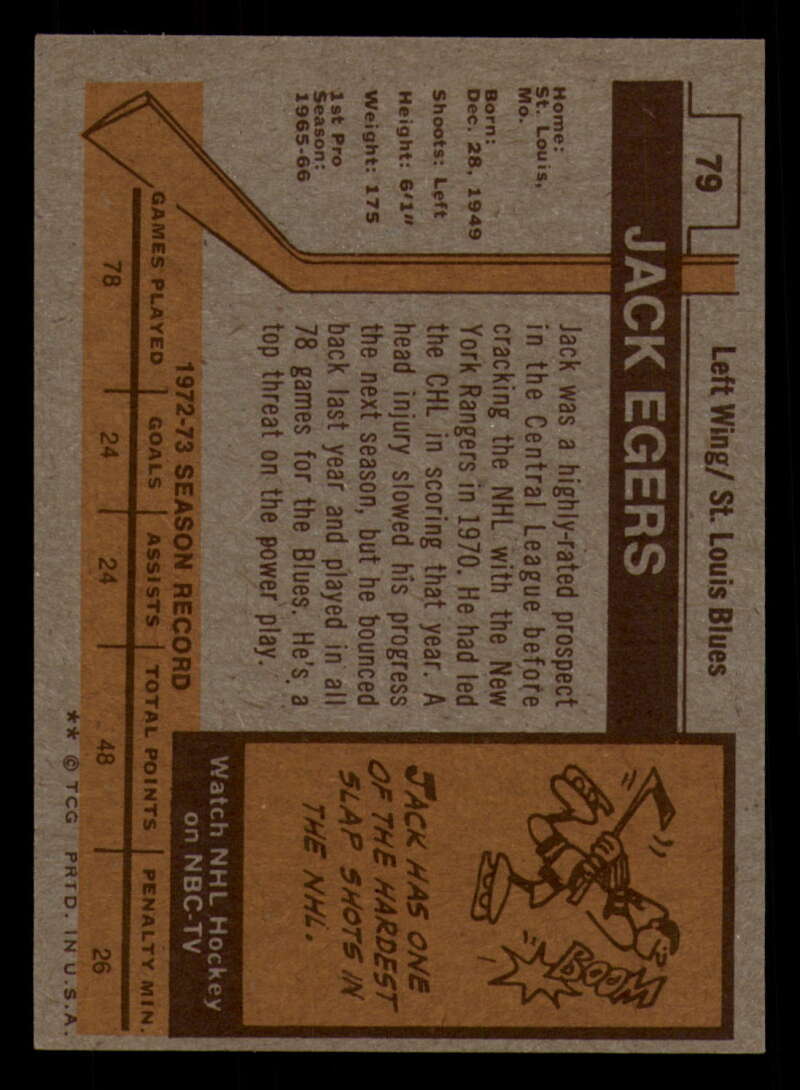 79
Left Wing/ St. Louis Blues
JACK EGERS
Home:
St. Louis,
Mo.
Born:
Dec. 28, 1949
Shoots: Left
Height: 6'1"
Weight: 175
1st Pro
Season:
1965-66
Jack was a highly-rated prospect
in the Central League before
cracking the NHL with the New
York Rangers in 1970. He had led
the CHL in scoring that year. A
head injury slowed his progress
the next season, but he bounced
back last year and played in all
78 games for the Blues. He's a
top threat on the power play.
BOOM
JACK HAS ONE
OF THE HARDEST
SLAP SHOTS IN
THE NHL.
Watch NHL Hockey
on NBC-TV
1972-73 SEASON RECORD
GAMES PLAYED GOALS ASSISTS TOTAL POINTS PENALTY MIN.
78 24 24 48 26
** © TCG PRTD. IN U.S.A.